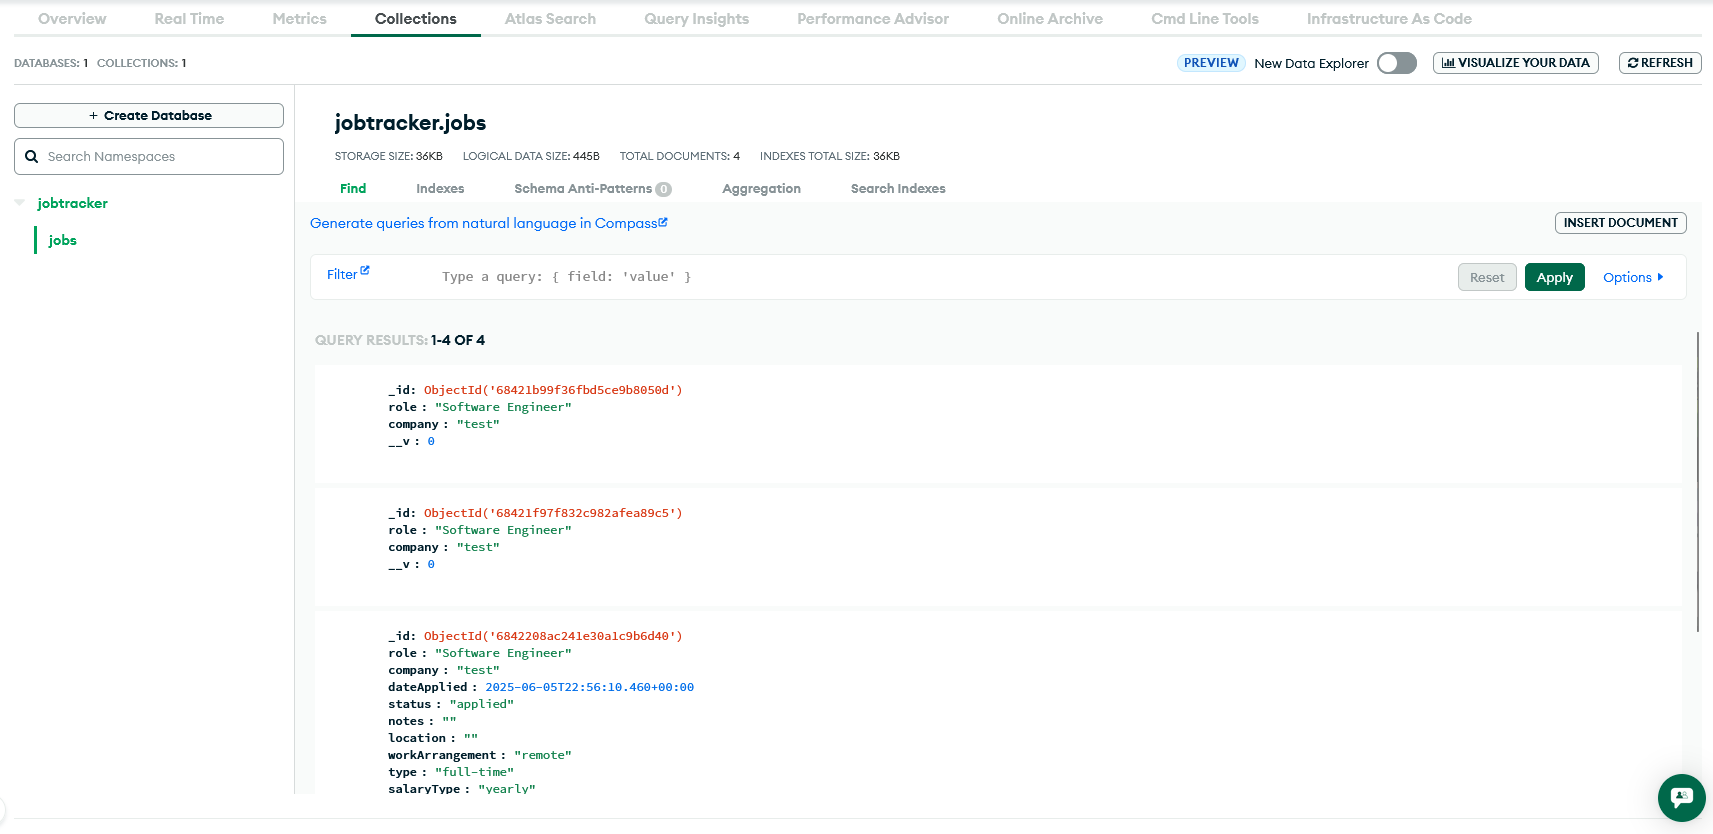 Overview Real Time Metrics Collections Atlas Search Query Insights Performance Advisor Online Archive Cmd Line Tools Infrastructure As Code
DATABASES: 1 COLLECTIONS: 1
PREVIEW New Data Explorer VISUALIZE YOUR DATA REFRESH
+ Create Database
Search Namespaces
jobtracker
jobs
jobtracker.jobs
STORAGE SIZE: 36KB LOGICAL DATA SIZE: 445B TOTAL DOCUMENTS: 4 INDEXES TOTAL SIZE: 36KB
Find Indexes Schema Anti-Patterns 0 Aggregation Search Indexes
Generate queries from natural language in Compass
INSERT DOCUMENT
Filter Type a query: { field: 'value' } Reset Apply Options
QUERY RESULTS: 1-4 OF 4
_id: ObjectId('68421b99f36fbd5ce9b8050d')
role : "Software Engineer"
company : "test"
__v : 0
_id: ObjectId('68421f97f832c982afea89c5')
role : "Software Engineer"
company : "test"
__v : 0
_id: ObjectId('6842208ac241e30a1c9b6d40')
role : "Software Engineer"
company : "test"
dateApplied : 2025-06-05T22:56:10.460+00:00
status : "applied"
notes : ""
location : ""
workArrangement : "remote"
type : "full-time"
salaryType : "yearly"